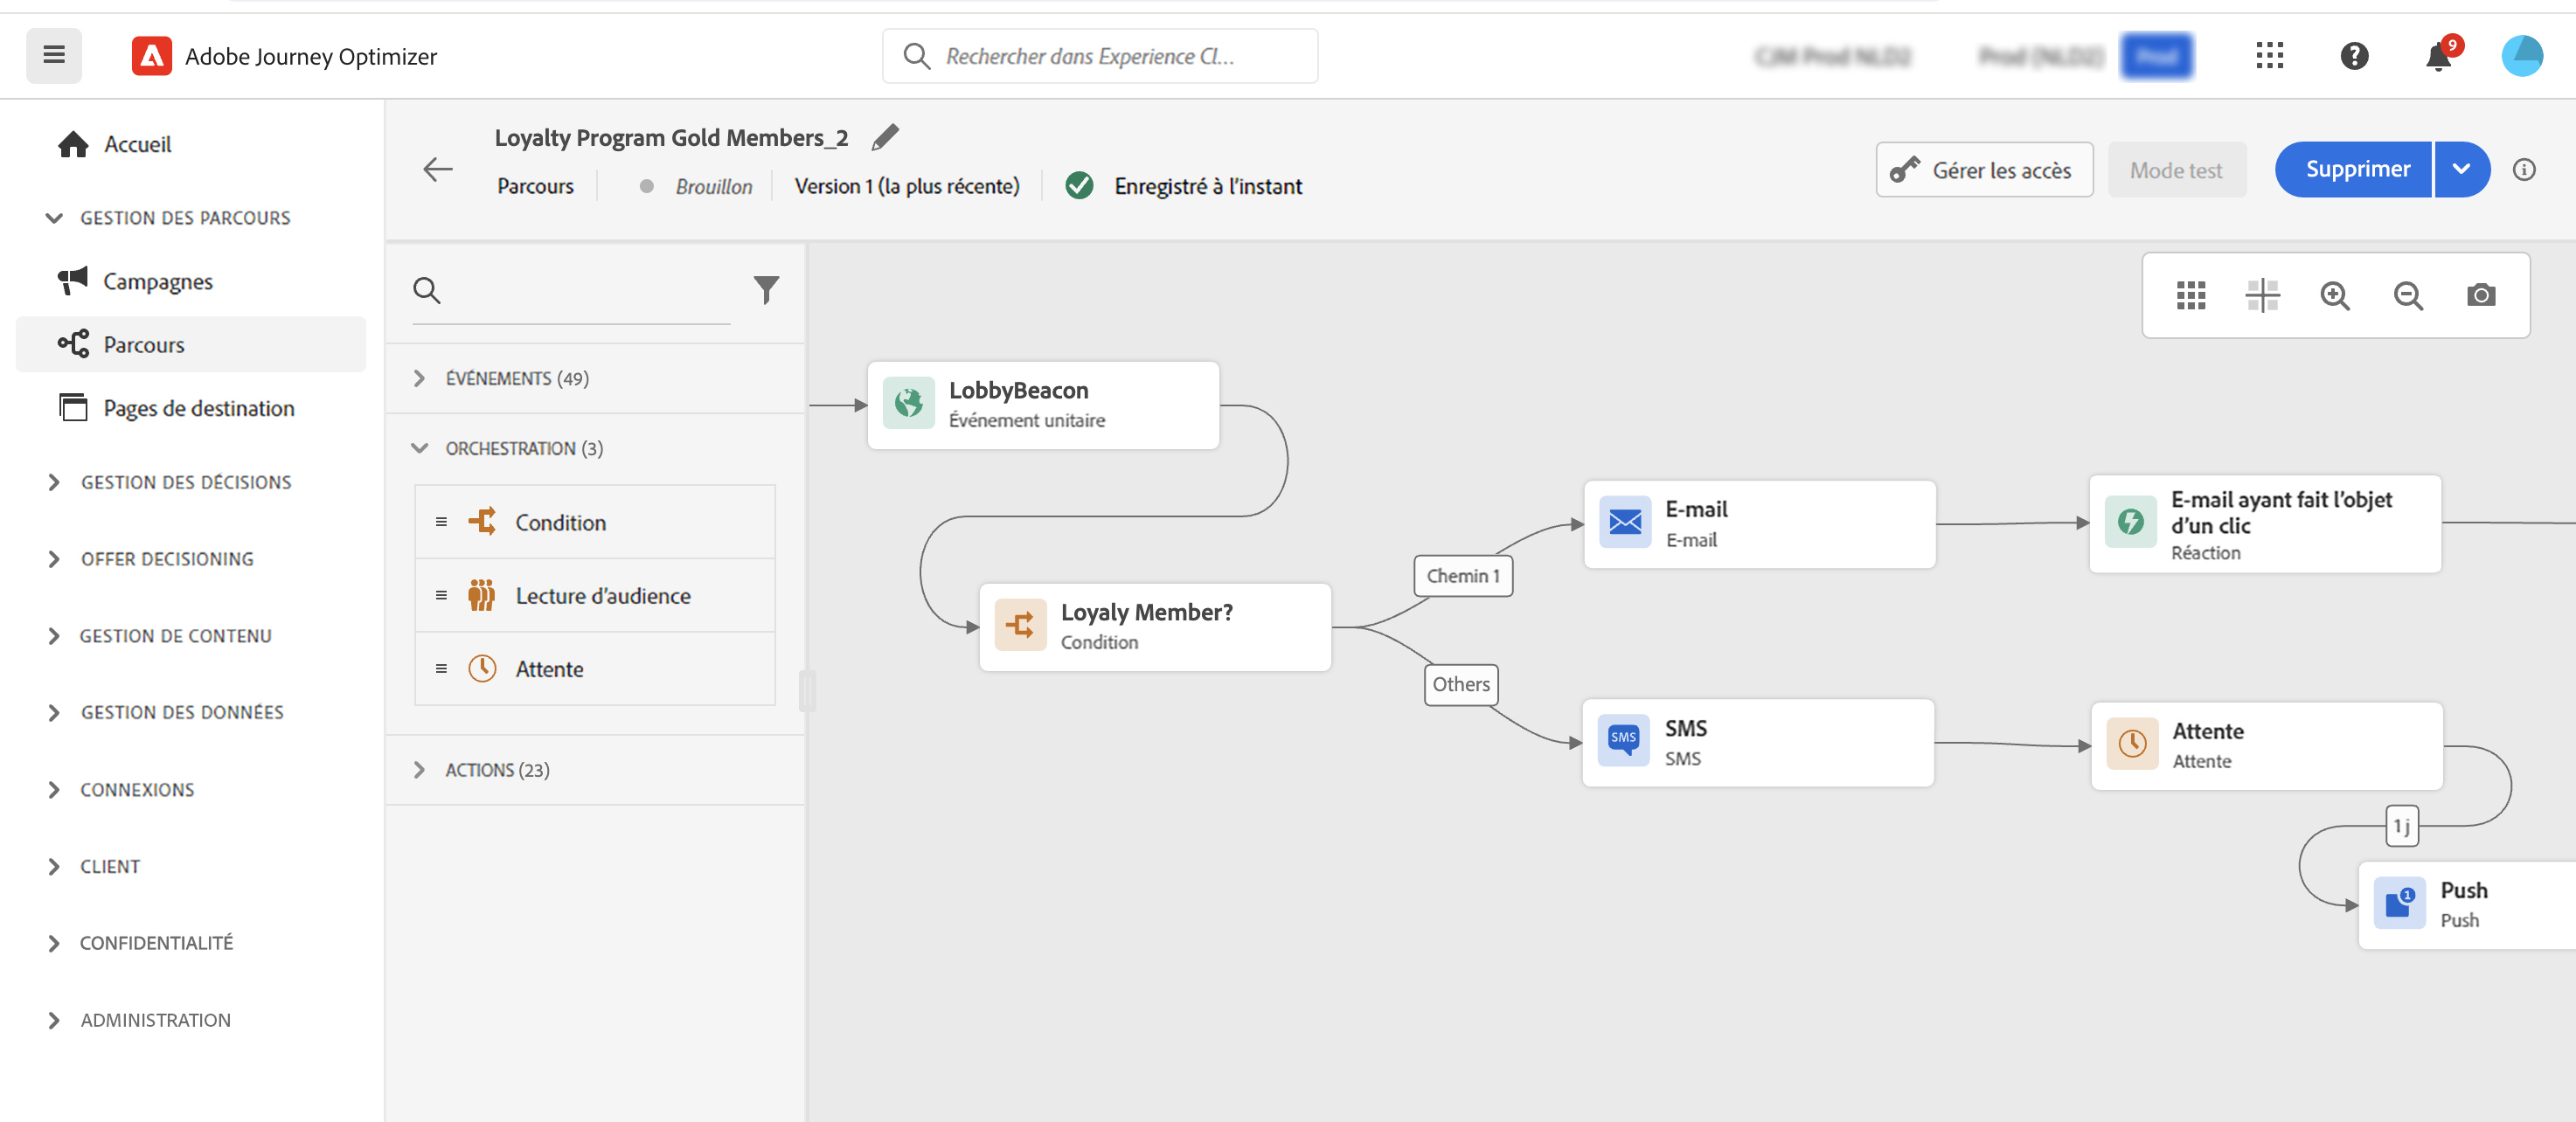 Adobe Journey Optimizer
Rechercher dans Experience Cl...
9
Accueil
GESTION DES PARCOURS
Campagnes
Parcours
Pages de destination
GESTION DES DÉCISIONS
OFFER DECISIONING
GESTION DE CONTENU
GESTION DES DONNÉES
CONNEXIONS
CLIENT
CONFIDENTIALITÉ
ADMINISTRATION
Loyalty Program Gold Members_2
Parcours
Brouillon
Version 1 (la plus récente)
Enregistré à l’instant
Gérer les accès
Mode test
Supprimer
ÉVÉNEMENTS (49)
ORCHESTRATION (3)
Condition
Lecture d’audience
Attente
ACTIONS (23)
LobbyBeacon
Événement unitaire
Loyaly Member?
Condition
Chemin 1
Others
E-mail
E-mail
E-mail ayant fait l’objet
d’un clic
Réaction
SMS
SMS
SMS
Attente
Attente
1 j
1
Push
Push